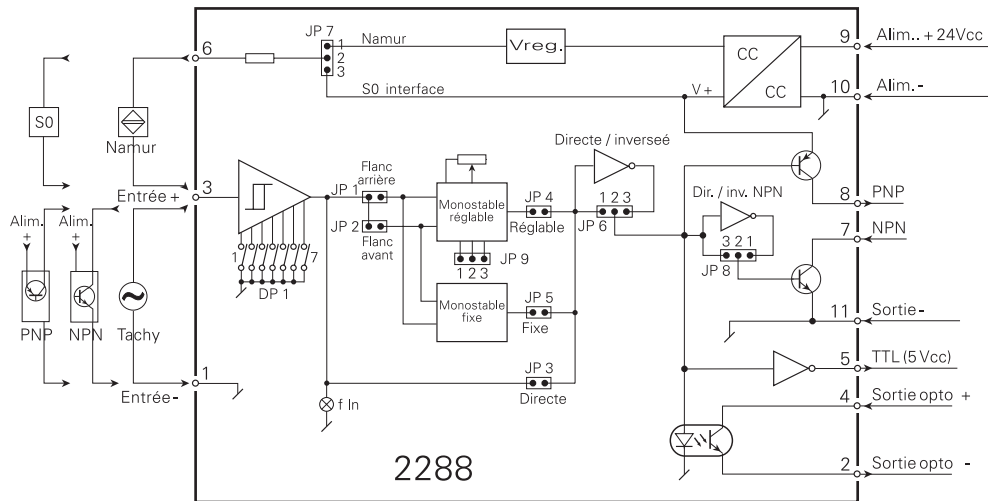 JP 7
6
1
2
3
Namur
Vreg.
CC
CC
9
Alim.. + 24Vcc
S0 interface
V +
10
Alim. -
S0
Namur
Entrée +
3
Flanc
arrière
JP 1
JP 2
Flanc
avant
Monostable
réglable
JP 4
Réglable
Directe / inverseé
1 2 3
JP 6
Dir. / inv. NPN
3 2 1
JP 8
8
PNP
7
NPN
1
7
DP 1
1 2 3
JP 9
Monostable
fixe
JP 5
Fixe
Alim.
+
Alim.
+
PNP
NPN
Tachy
11
Sortie -
JP 3
Directe
5
TTL (5 Vcc)
1
Entrée-
f In
4
Sortie opto +
2
Sortie opto -
2288